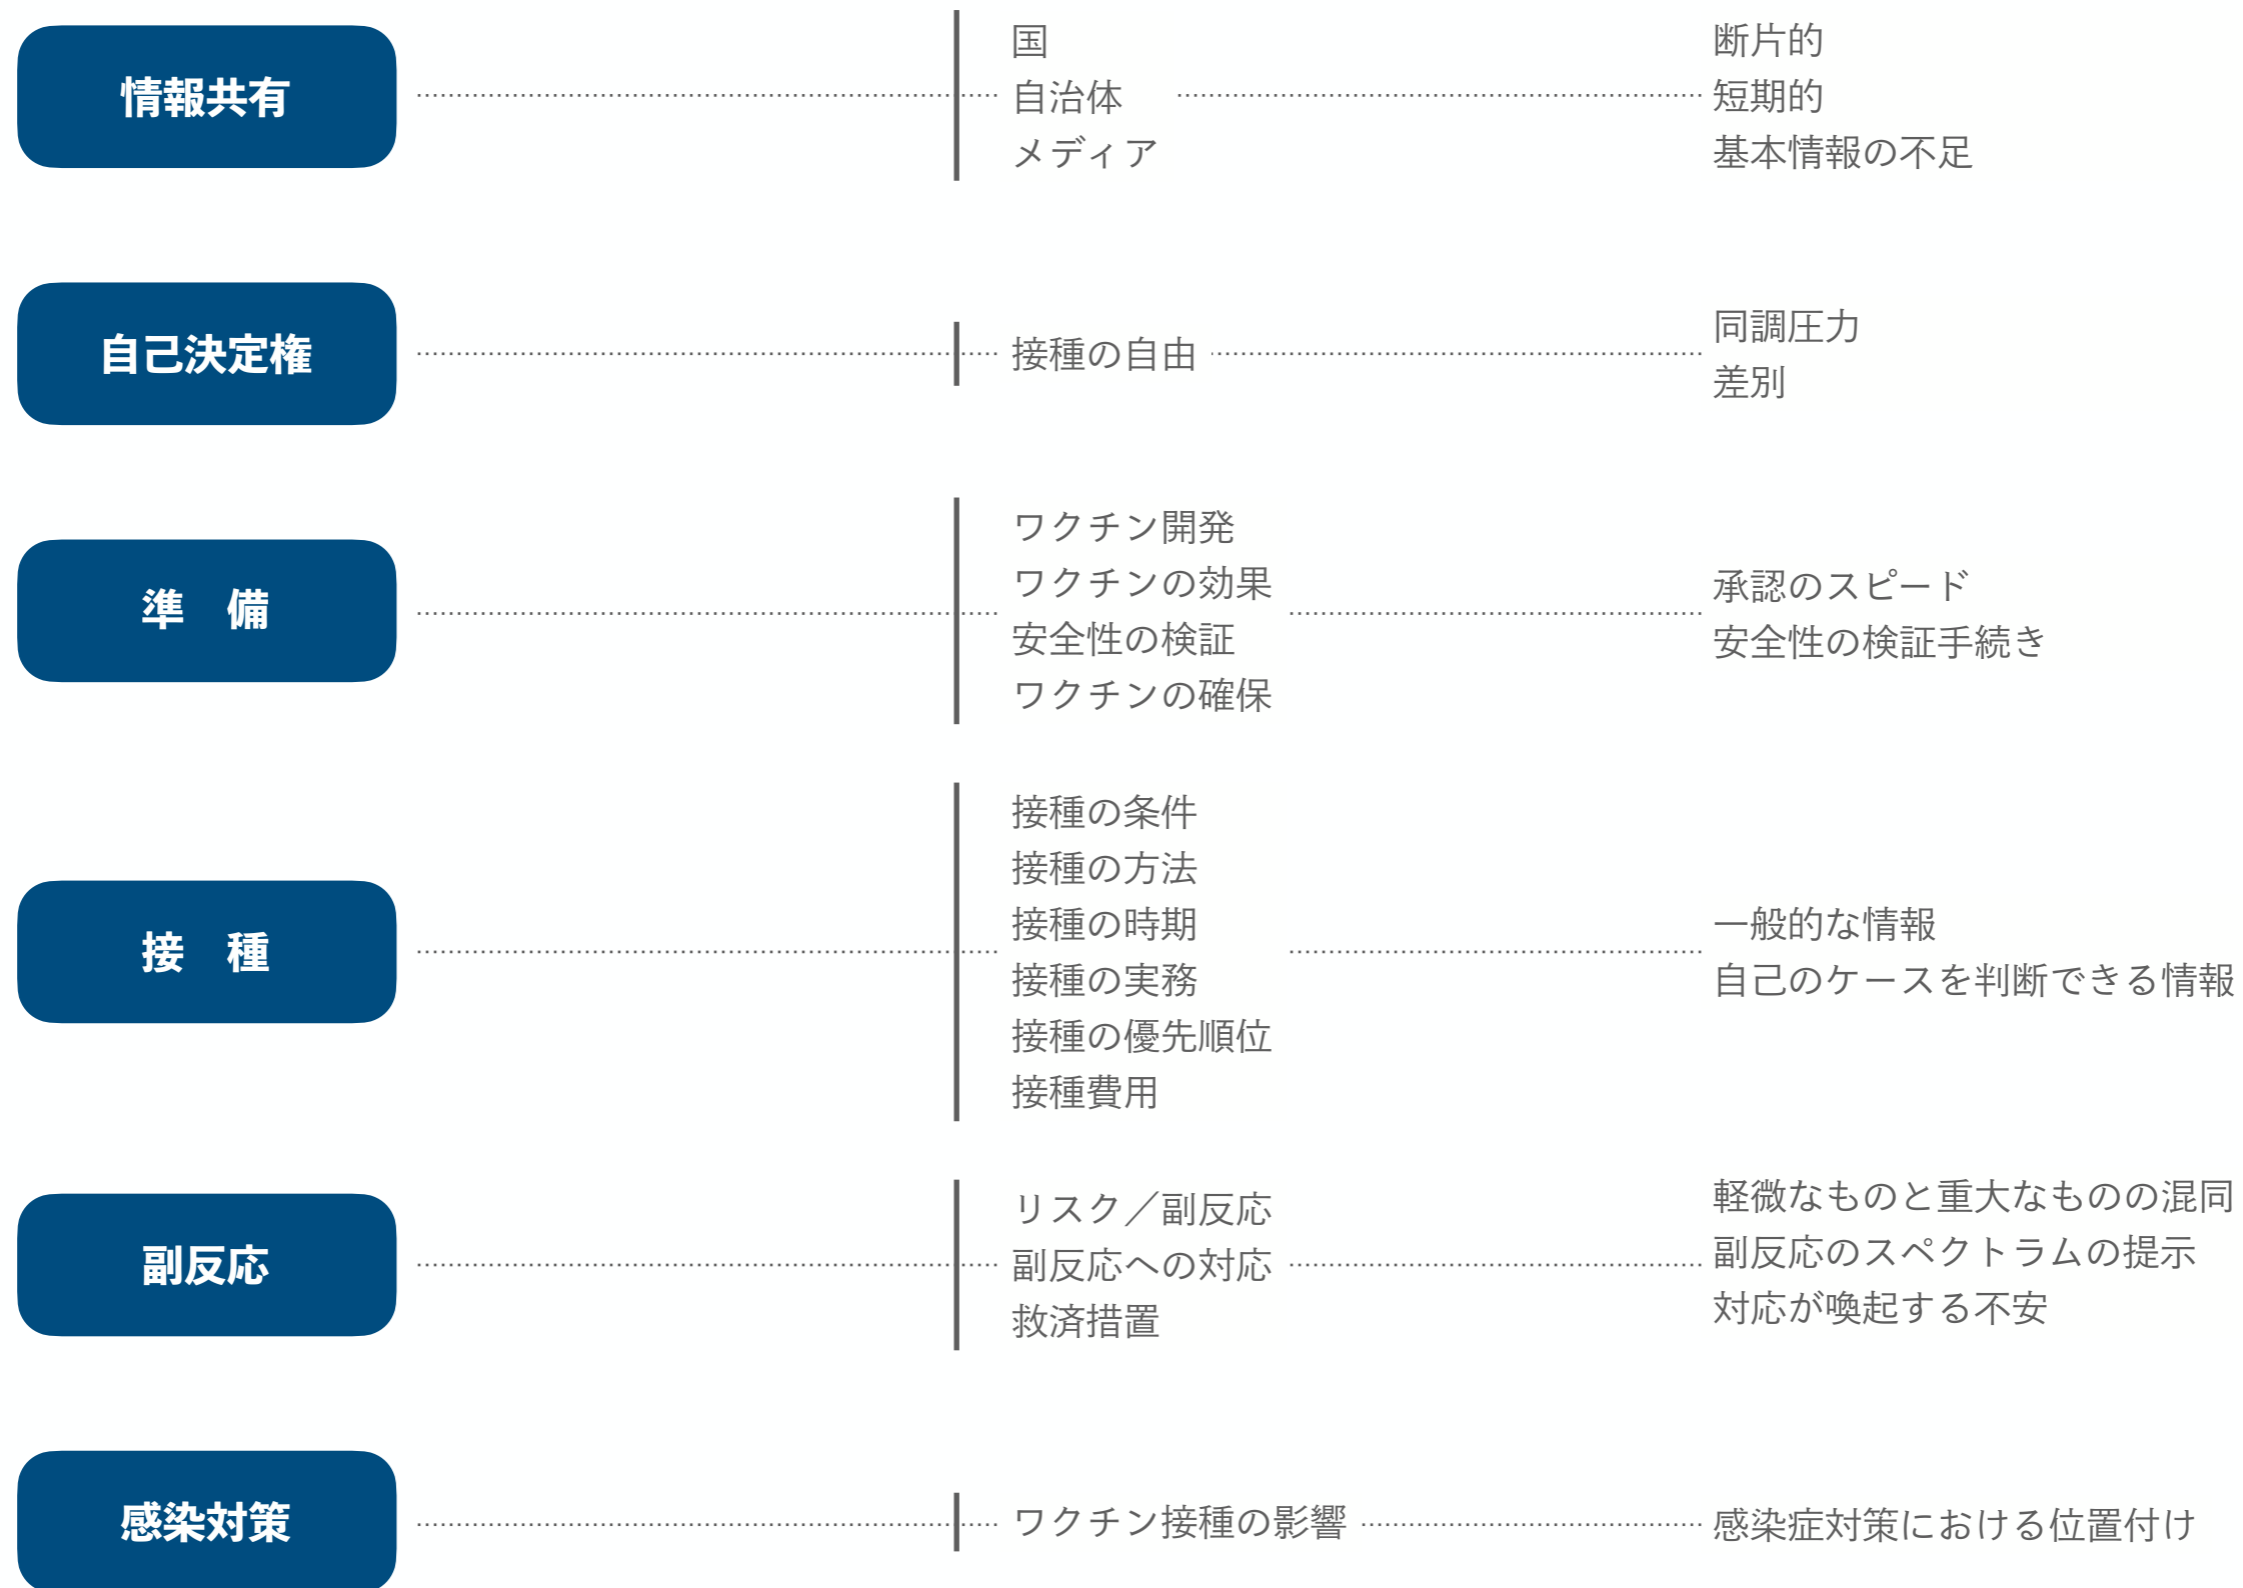 情報共有
国
自治体
メディア
断片的
短期的
基本情報の不足
自己決定権
接種の自由
同調圧力
差別
準　備
ワクチン開発
ワクチンの効果
安全性の検証
ワクチンの確保
承認のスピード
安全性の検証手続き
接　種
接種の条件
接種の方法
接種の時期
接種の実務
接種の優先順位
接種費用
一般的な情報
自己のケースを判断できる情報
副反応
リスク／副反応
副反応への対応
救済措置
軽微なものと重大なものの混同
副反応のスペクトラムの提示
対応が喚起する不安
感染対策
ワクチン接種の影響
感染症対策における位置付け